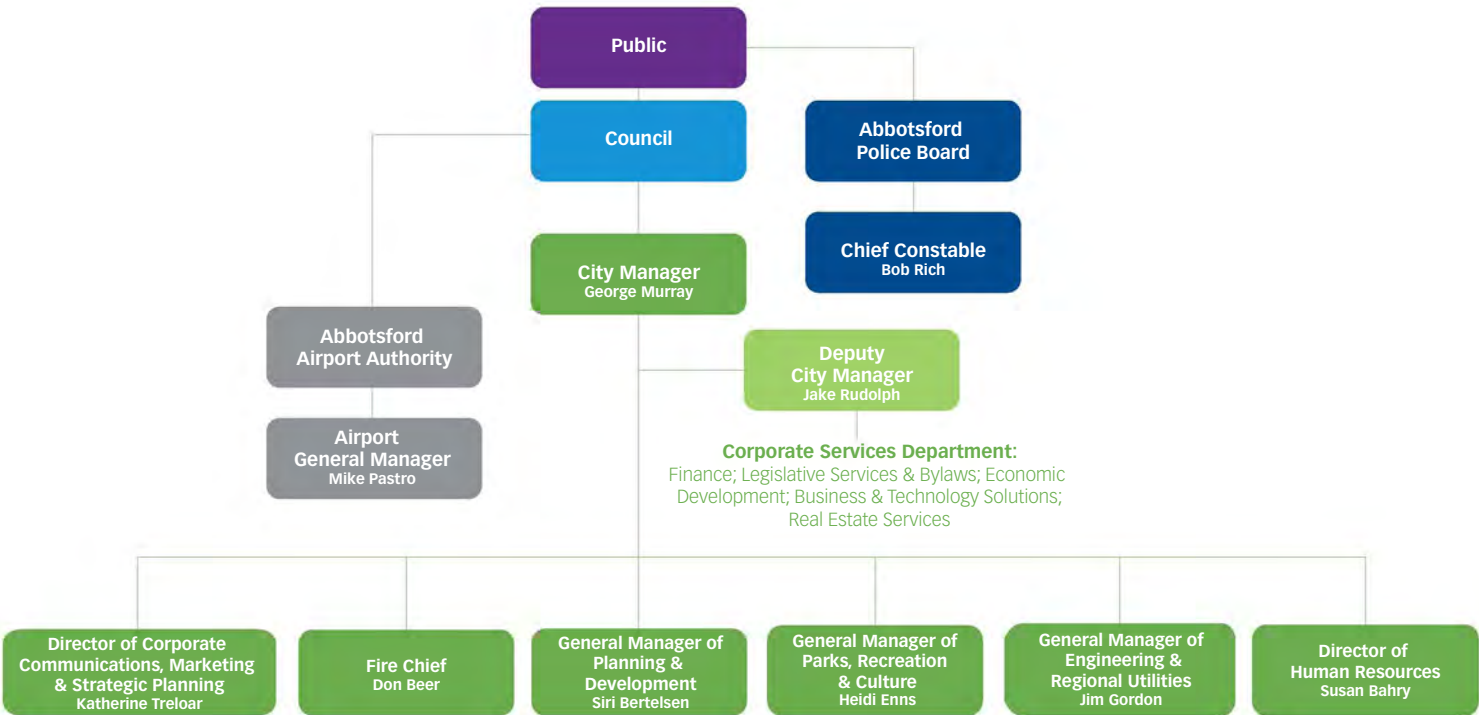 Public
Council
Abbotsford
Police Board
City Manager
George Murray
Chief Constable
Bob Rich
Abbotsford
Airport Authority
Deputy
City Manager
Jake Rudolph
Airport
General Manager
Mike Pastro
Corporate Services Department:
Finance; Legislative Services & Bylaws; Economic
Development; Business & Technology Solutions;
Real Estate Services
Director of Corporate
Communications, Marketing
& Strategic Planning
Katherine Treloar
Fire Chief
Don Beer
General Manager of
Planning &
Development
Siri Bertelsen
General Manager of
Parks, Recreation
& Culture
Heidi Enns
General Manager of
Engineering &
Regional Utilities
Jim Gordon
Director of
Human Resources
Susan Bahry